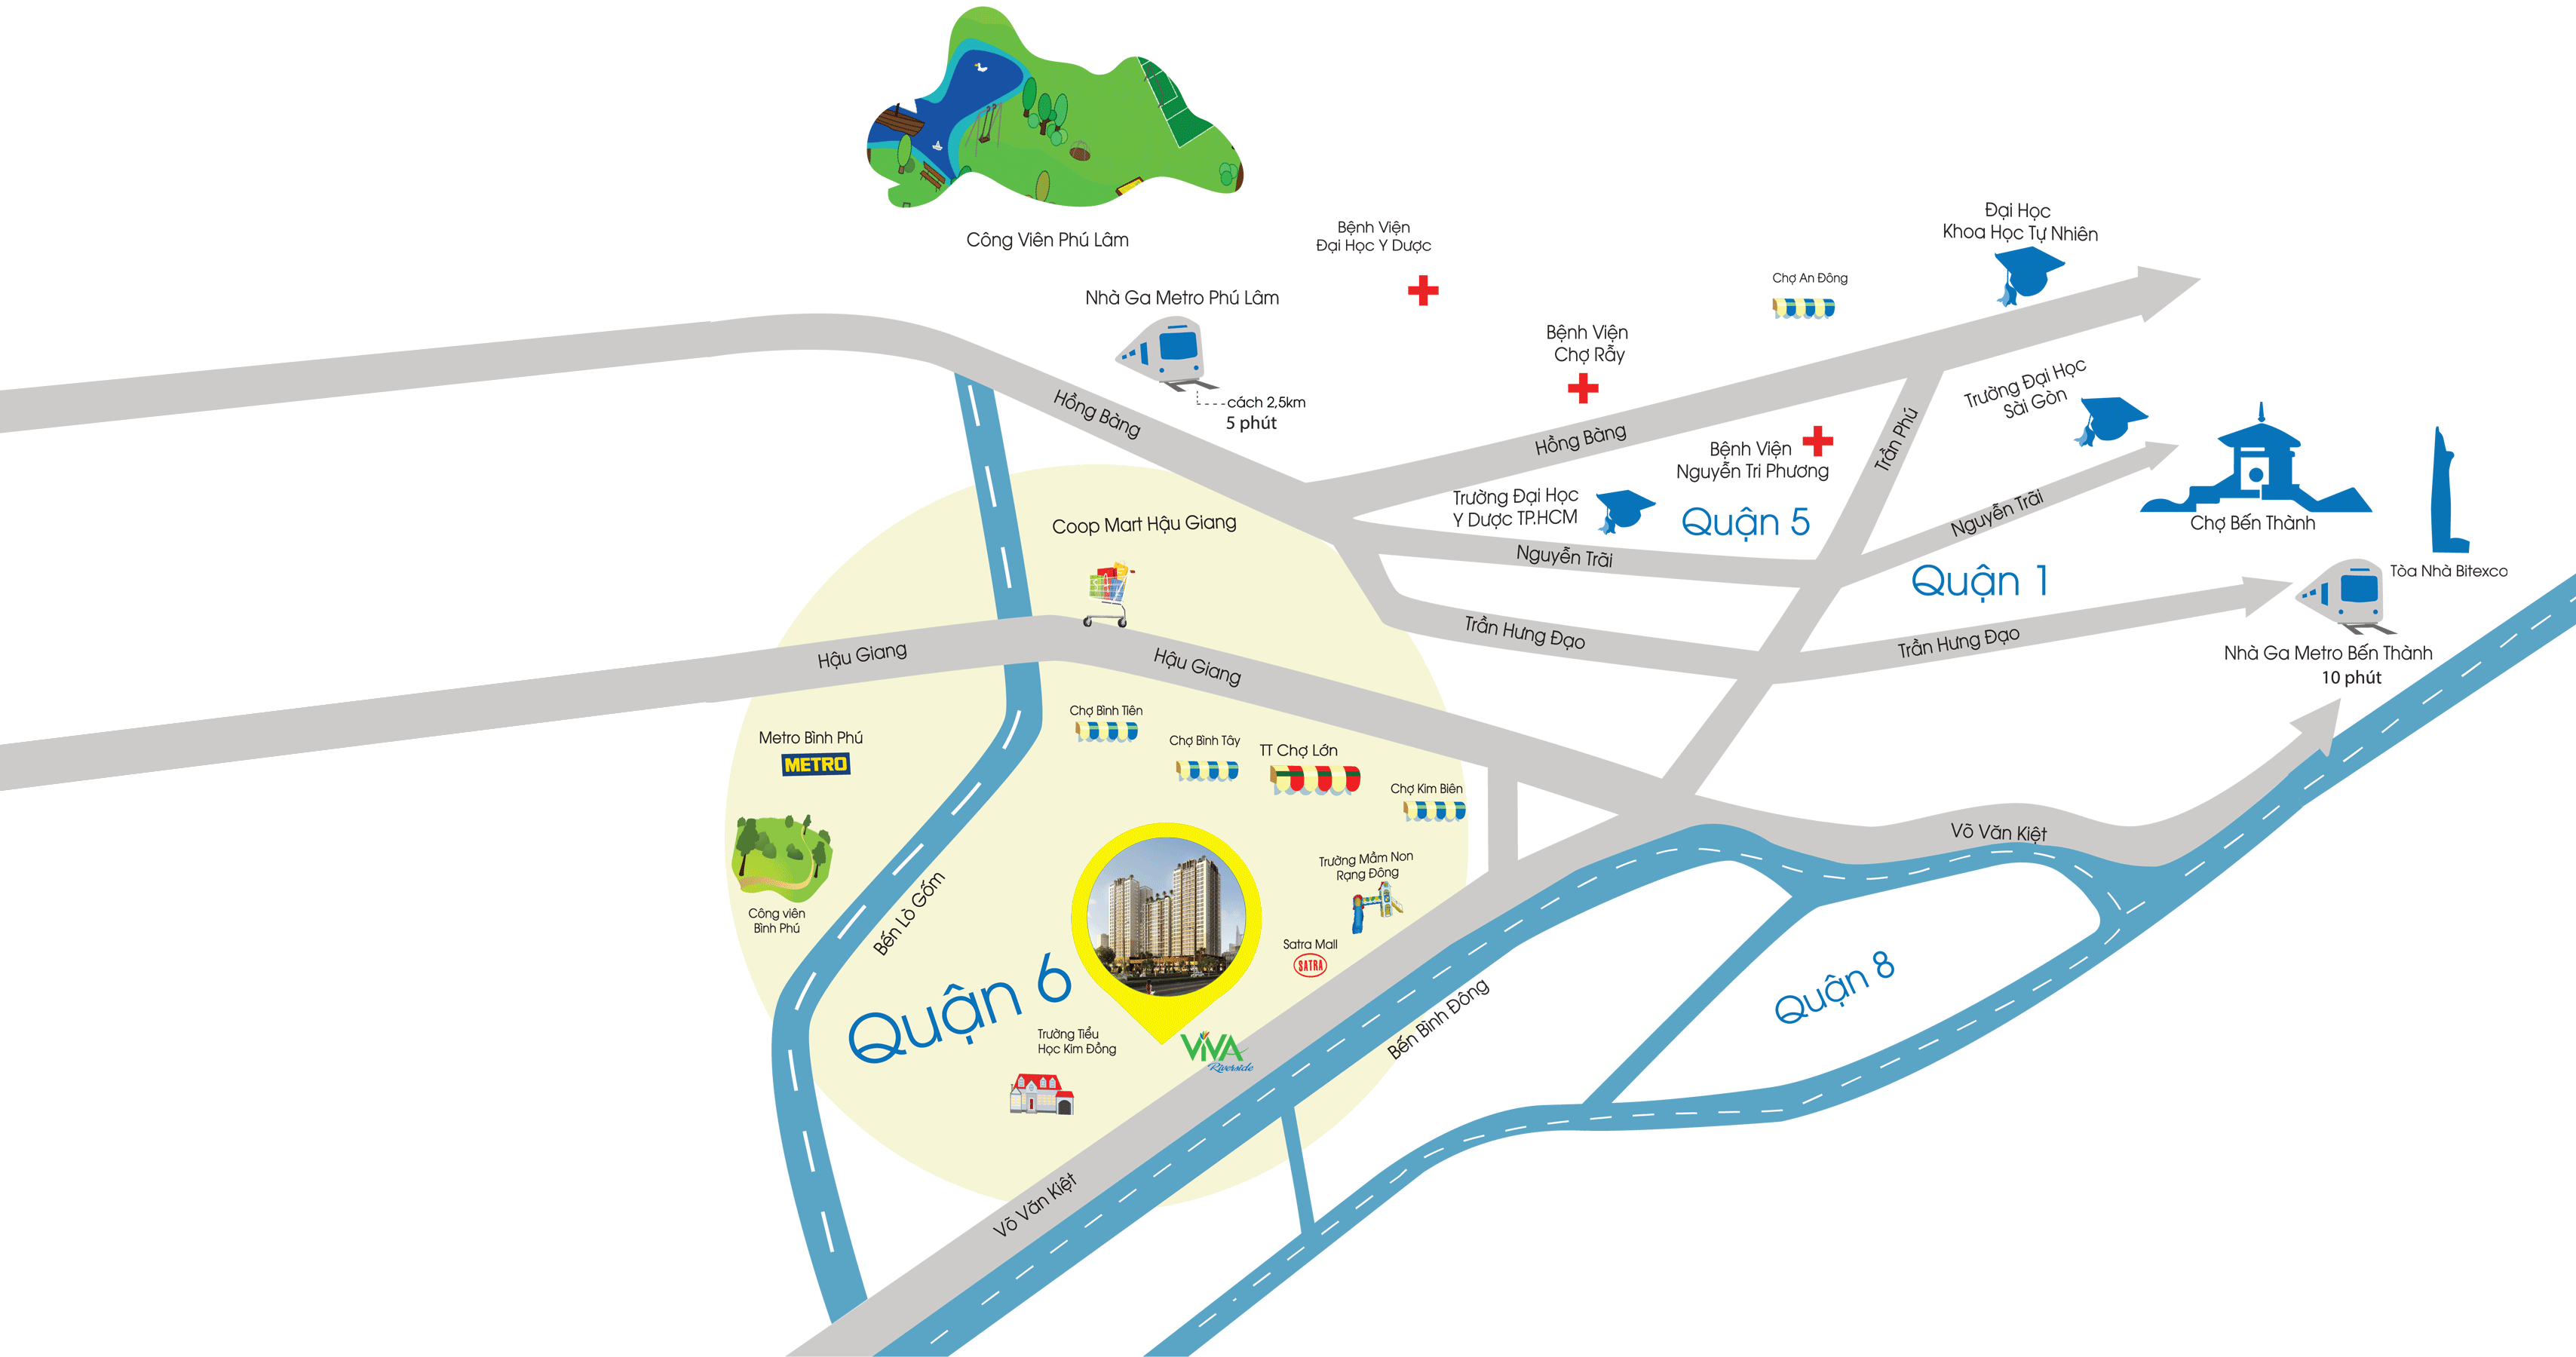 Công Viên Phú Lâm
Bệnh Viện
Đại Học Y Dược
Đại Học
Khoa Học Tự Nhiên
Chợ An Đông
Nhà Ga Metro Phú Lâm
cách 2,5km
5 phút
Bệnh Viện
Chợ Rẫy
Hồng Bàng
Hồng Bàng
Bệnh Viện
Nguyễn Tri Phương
Trần Phú
Trường Đại Học
Sài Gòn
Trường Đại Học
Y Dược TP.HCM
Quận 5
Nguyễn Trãi
Nguyễn Trãi
Chợ Bến Thành
Tòa Nhà Bitexco
Coop Mart Hậu Giang
Quận 1
Trần Hưng Đạo
Trần Hưng Đạo
Nhà Ga Metro Bến Thành
10 phút
Hậu Giang
Hậu Giang
Chợ Bình Tiên
Metro Bình Phú
METRO
Chợ Bình Tây
TT Chợ Lớn
Chợ Kim Biên
Võ Văn Kiệt
Trường Mầm Non
Rạng Đông
Công viên
Bình Phú
Bến Lò Gốm
Satra Mall
SATRA
Quận 6
Quận 8
Bến Bình Đông
Trường Tiểu
Học Kim Đồng
VIVA
Riverside
Võ Văn Kiệt